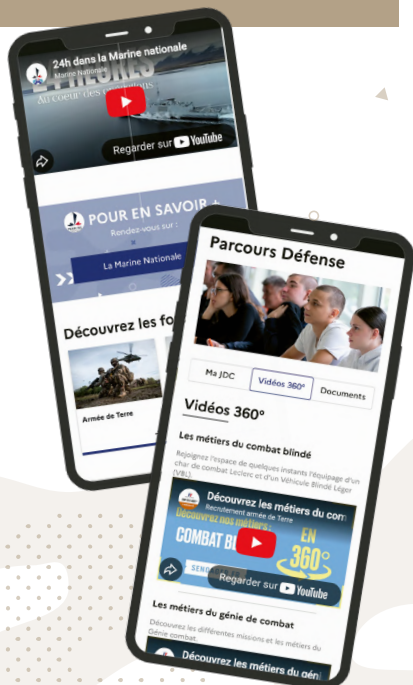 24h dans la Marine nationale
Marine Nationale
24 HEURES
Au coeur des opérations
Regarder sur YouTube
POUR EN SAVOIR +
Rendez-vous sur :
La Marine Nationale
Découvrez les fo
Armée de Terre
Parcours Défense
Ma JDC
Vidéos 360°
Documents
Vidéos 360°
Les métiers du combat blindé
Rejoignez l'espace de quelques instants l'équipage d'un
char de combat Leclerc et d'un Véhicule Blindé Léger
(VBL).
Découvrez les métiers du com
Recrutement armée de Terre
Découvrez nos métiers :
COMBAT BL
EN
360°
Regarder sur YouTube
Les métiers du génie de combat
Découvrez les différentes missions et les métiers du
Génie combat.
Découvrez les métiers du géni